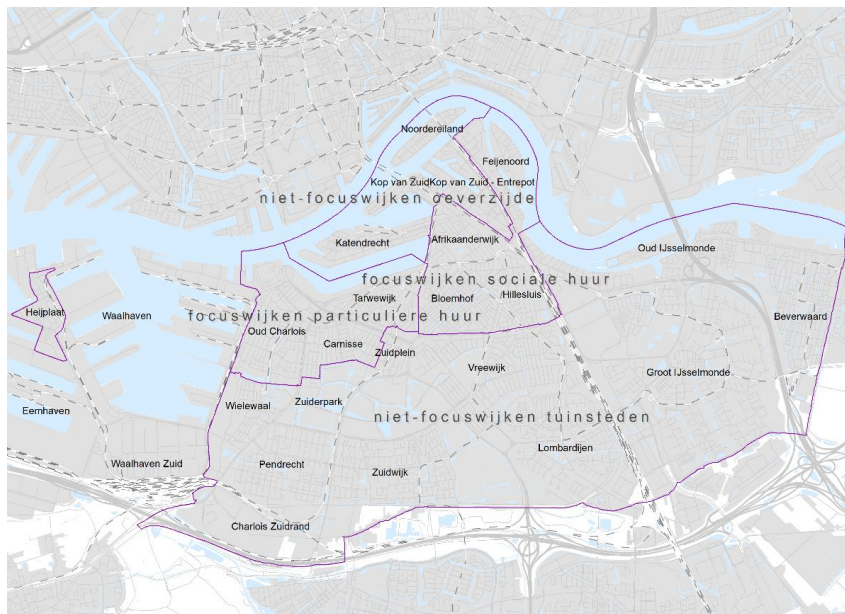 Noordereiland
Feijenoord
Kop van Zuid
Kop van Zuid - Entrepot
niet-focuswijken oeverzijde
Katendrecht
Afrikaanderwijk
Oud IJsselmonde
focuswijken sociale huur
Tarwewijk
Bloemhof
Hillesluis
Heijplaat
Waalhaven
focuswijken particuliere huur
Beverwaard
Oud Charlois
Carnisse
Zuidplein
Vreewijk
Groot IJsselmonde
Wielewaal
Zuiderpark
Eemhaven
niet-focuswijken tuinsteden
Lombardijen
Waalhaven Zuid
Pendrecht
Zuidwijk
Charlois Zuidrand